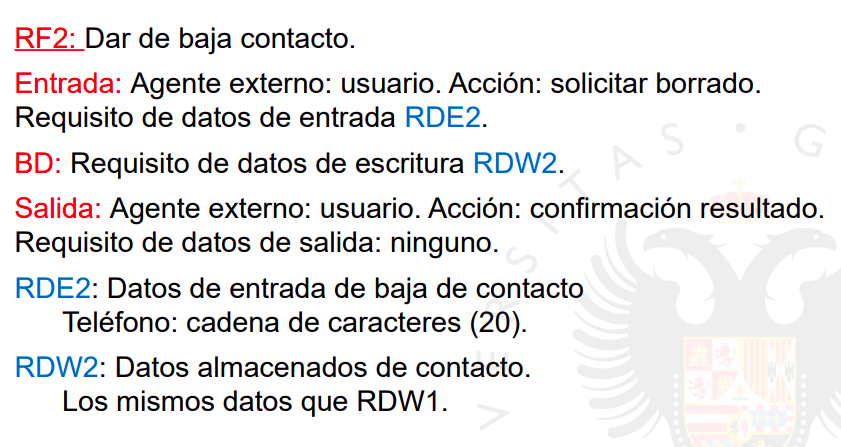 RF2: Dar de baja contacto.
Entrada: Agente externo: usuario. Acción: solicitar borrado.
Requisito de datos de entrada RDE2.
BD: Requisito de datos de escritura RDW2.
Salida: Agente externo: usuario. Acción: confirmación resultado.
Requisito de datos de salida: ninguno.
RDE2: Datos de entrada de baja de contacto
Teléfono: cadena de caracteres (20).
RDW2: Datos almacenados de contacto.
Los mismos datos que RDW1.